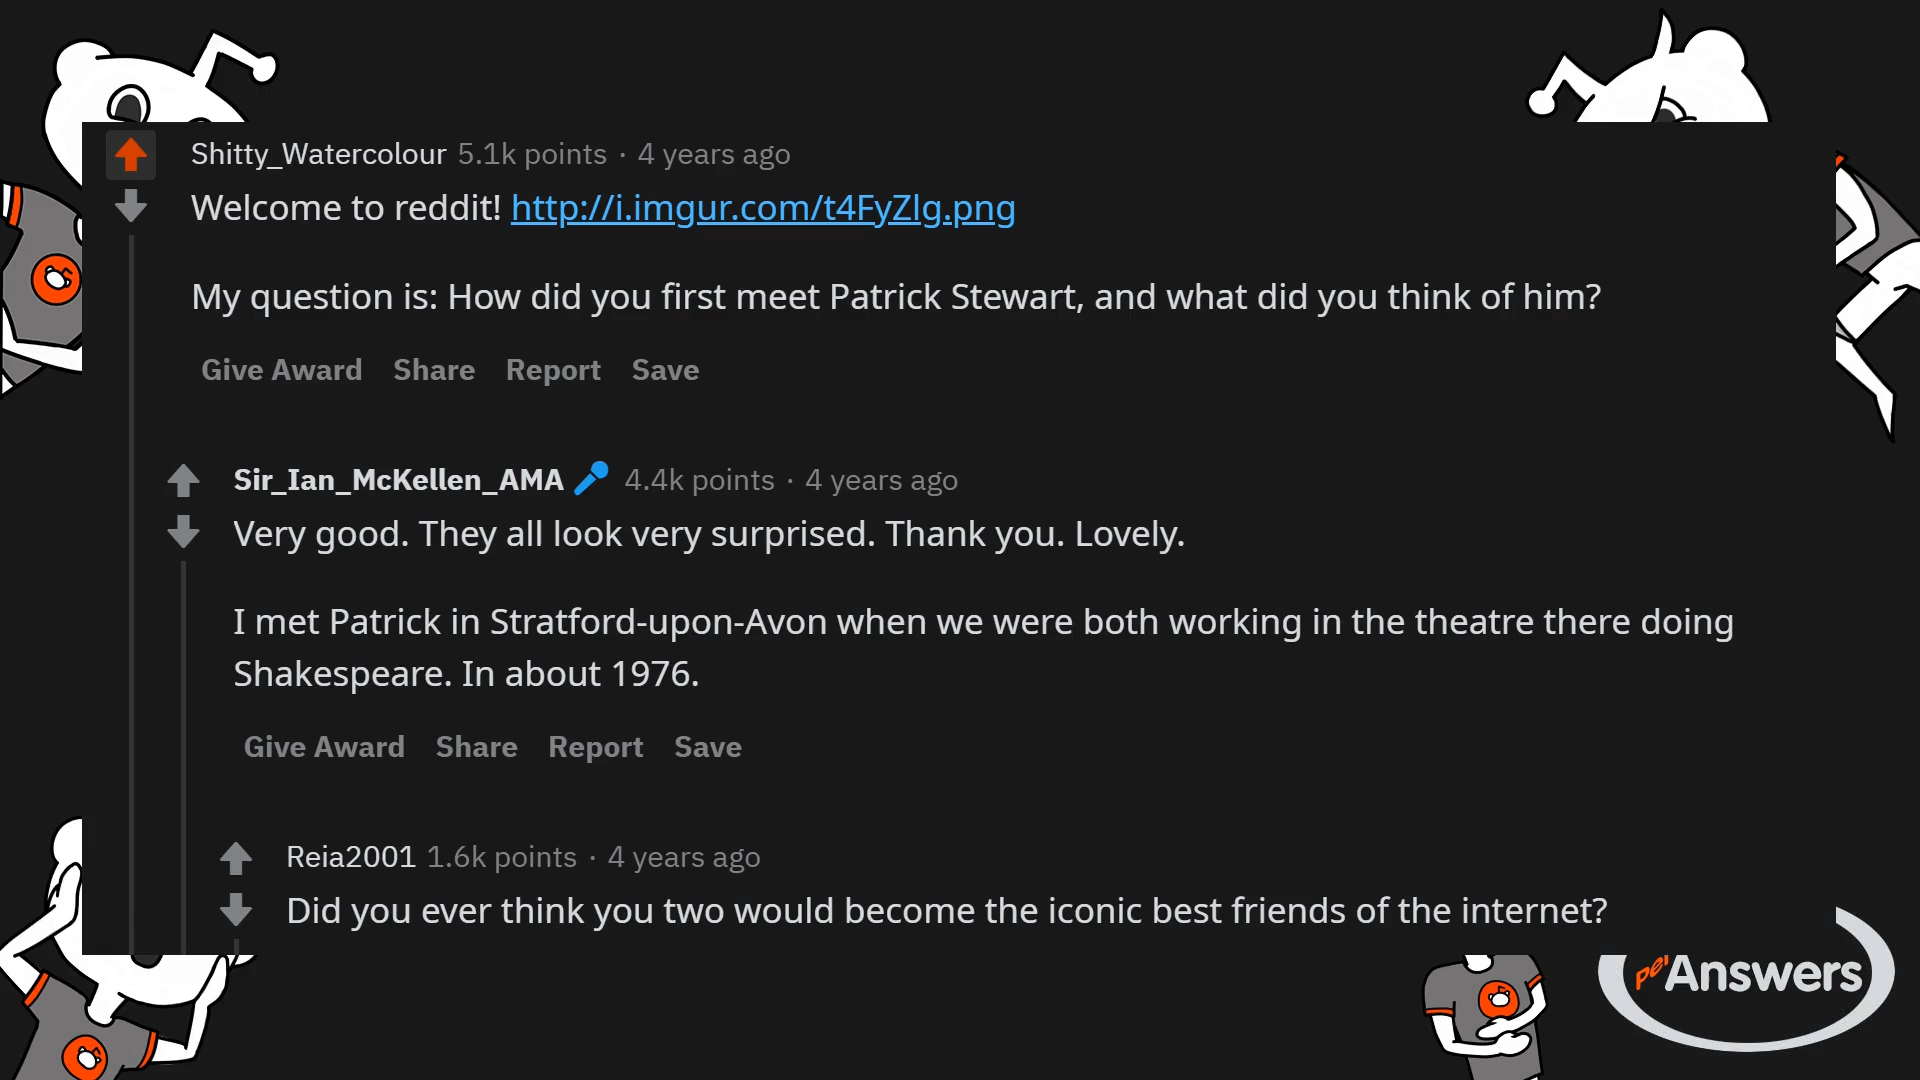 Shitty_Watercolour 5.1k points · 4 years ago
Welcome to reddit! http://i.imgur.com/t4FyZlg.png
My question is: How did you first meet Patrick Stewart, and what did you think of him?
Give Award Share Report Save
Sir_Ian_McKellen_AMA 4.4k points · 4 years ago
Very good. They all look very surprised. Thank you. Lovely.
I met Patrick in Stratford-upon-Avon when we were both working in the theatre there doing
Shakespeare. In about 1976.
Give Award Share Report Save
Reia2001 1.6k points · 4 years ago
Did you ever think you two would become the iconic best friends of the internet?
Answers